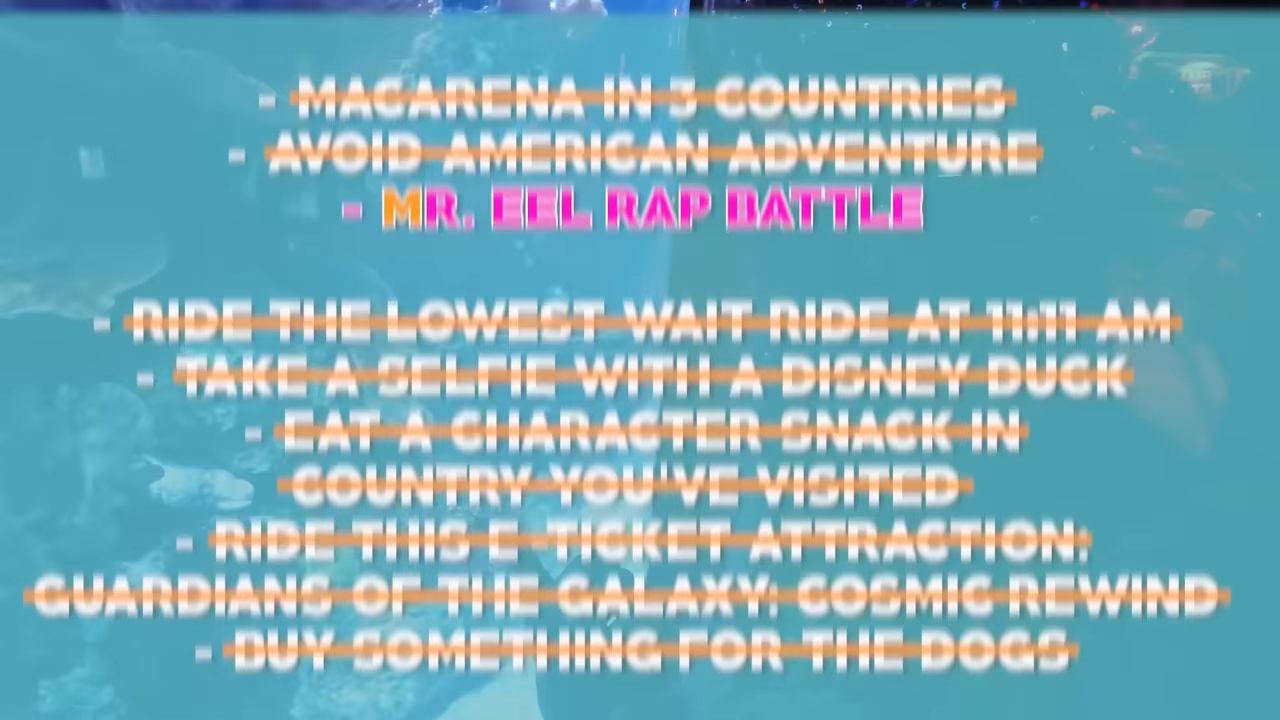 - MACARENA IN 3 COUNTRIES
- AVOID AMERICAN ADVENTURE
- MR. EEL RAP BATTLE
- RIDE THE LOWEST WAIT RIDE AT 11:11 AM
- TAKE A SELFIE WITH A DISNEY DUCK
- EAT A CHARACTER SNACK IN
COUNTRY YOU'VE VISITED
- RIDE THIS E-TICKET ATTRACTION:
GUARDIANS OF THE GALAXY: COSMIC REWIND
- BUY SOMETHING FOR THE DOGS